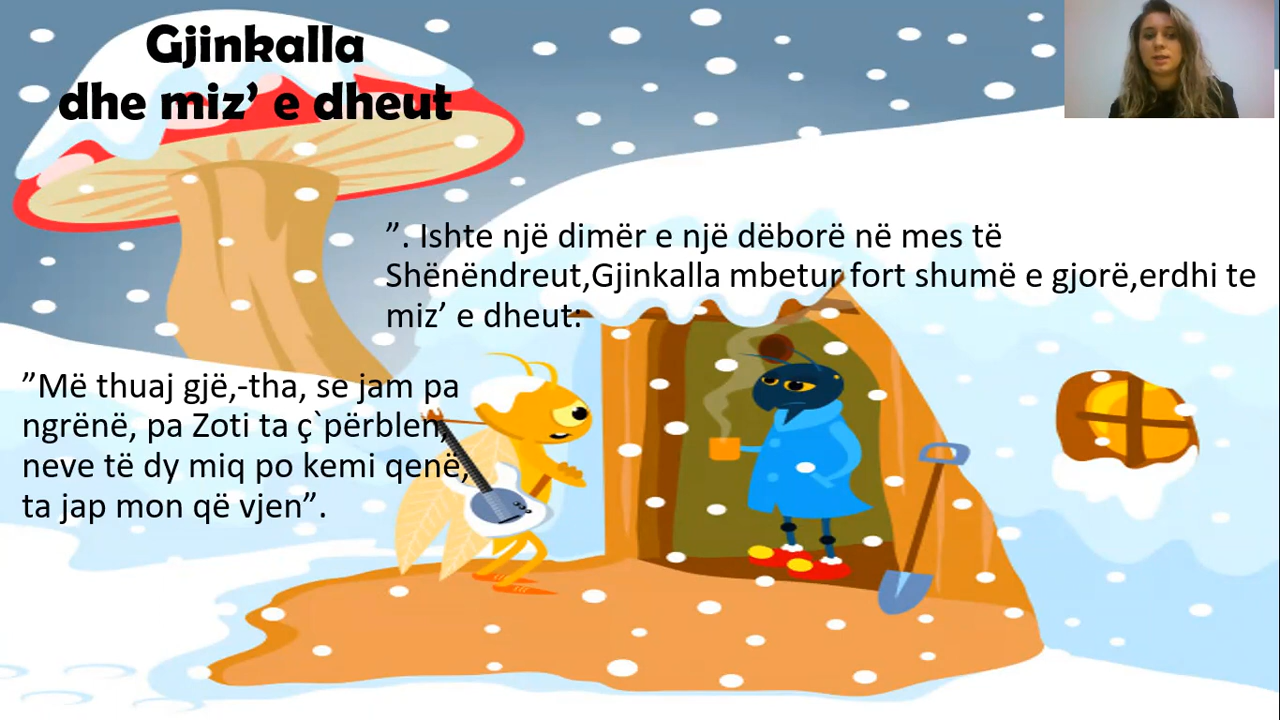 Gjinkalla
dhe miz’ e dheut
”. Ishte një dimër e një dëborë në mes të
Shënëndreut,Gjinkalla mbetur fort shumë e gjorë,erdhi te
miz’ e dheut:
”Më thuaj gjë,-tha, se jam pa
ngrënë, pa Zoti ta ç`përblen,
neve të dy miq po kemi qenë,
ta jap mon që vjen”.